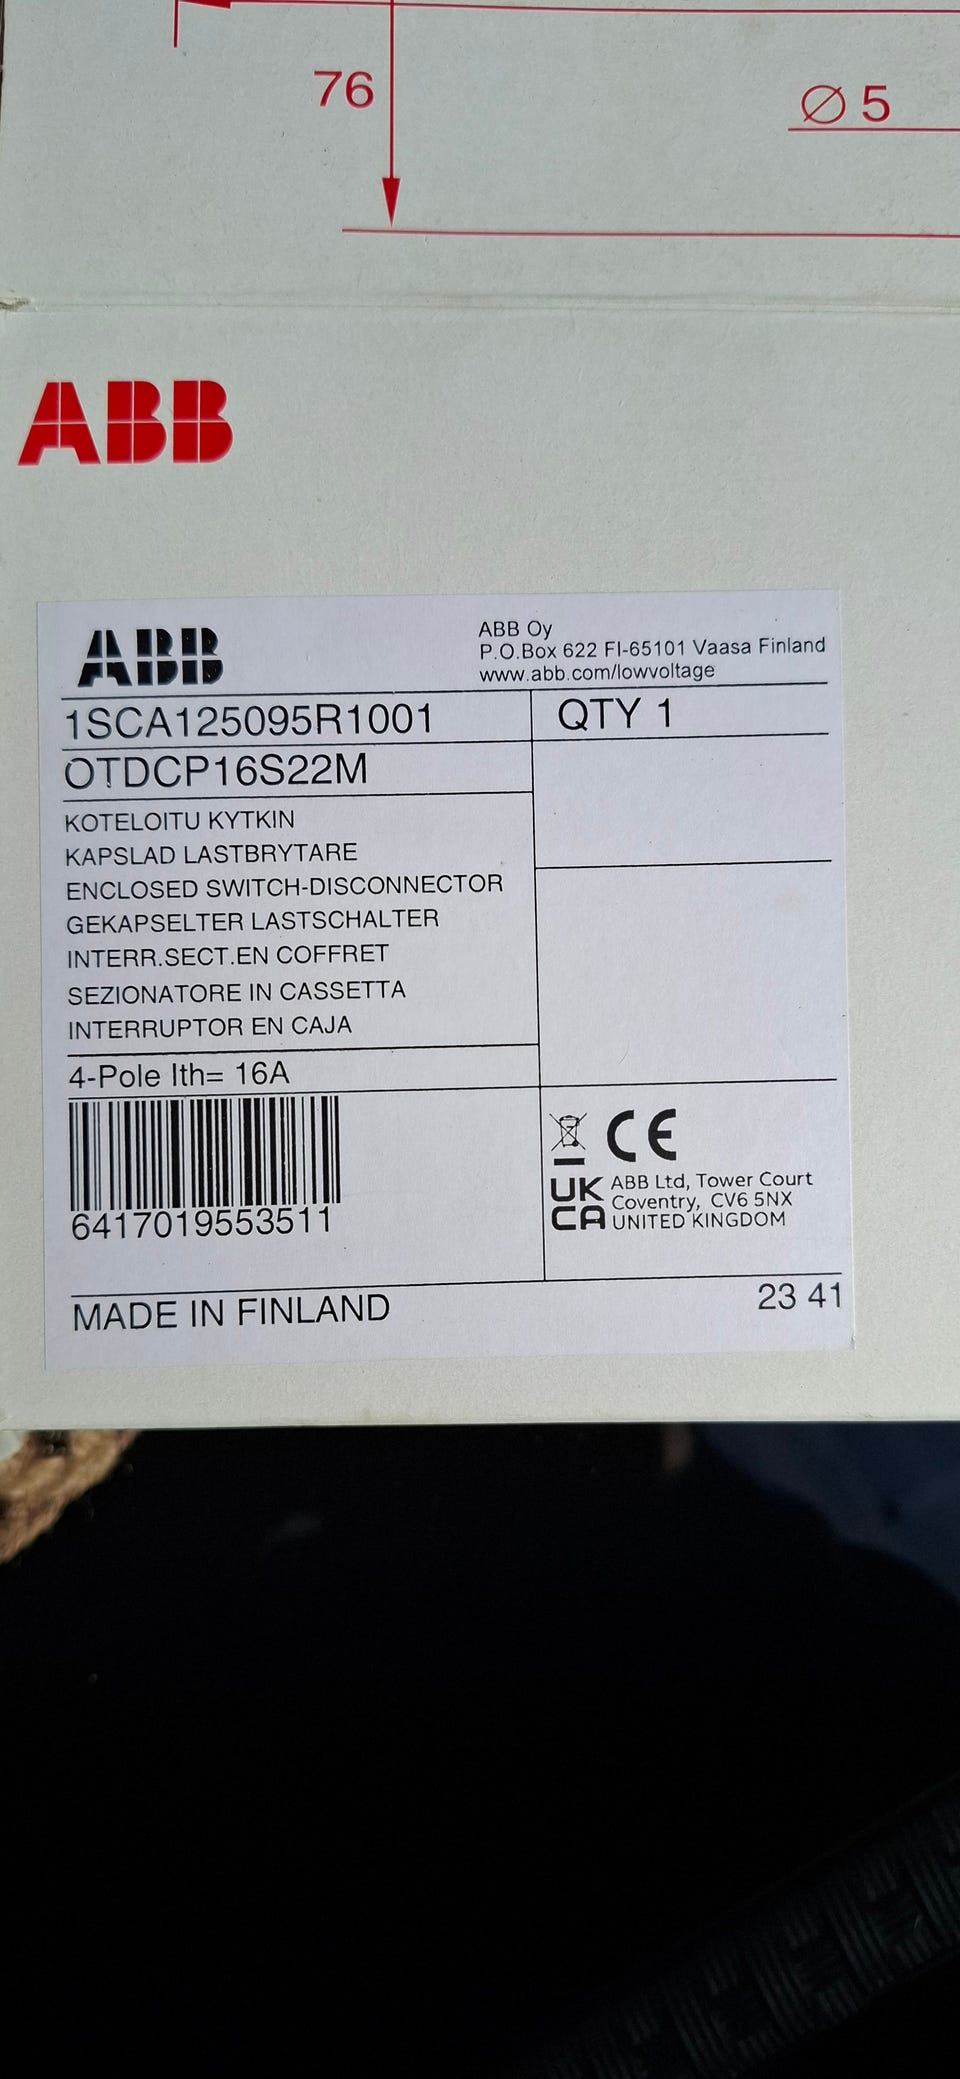 76
∅ 5
ABB
ABB
ABB Oy
P.O.Box 622 FI-65101 Vaasa Finland
www.abb.com/lowvoltage
1SCA125095R1001
QTY 1
OTDCP16S22M
KOTELOITU KYTKIN
KAPSLAD LASTBRYTARE
ENCLOSED SWITCH-DISCONNECTOR
GEKAPSELTER LASTSCHALTER
INTERR.SECT.EN COFFRET
SEZIONATORE IN CASSETTA
INTERRUPTOR EN CAJA
4-Pole Ith= 16A
6417019553511
CE
UK
CA
ABB Ltd, Tower Court
Coventry, CV6 5NX
UNITED KINGDOM
MADE IN FINLAND
23 41